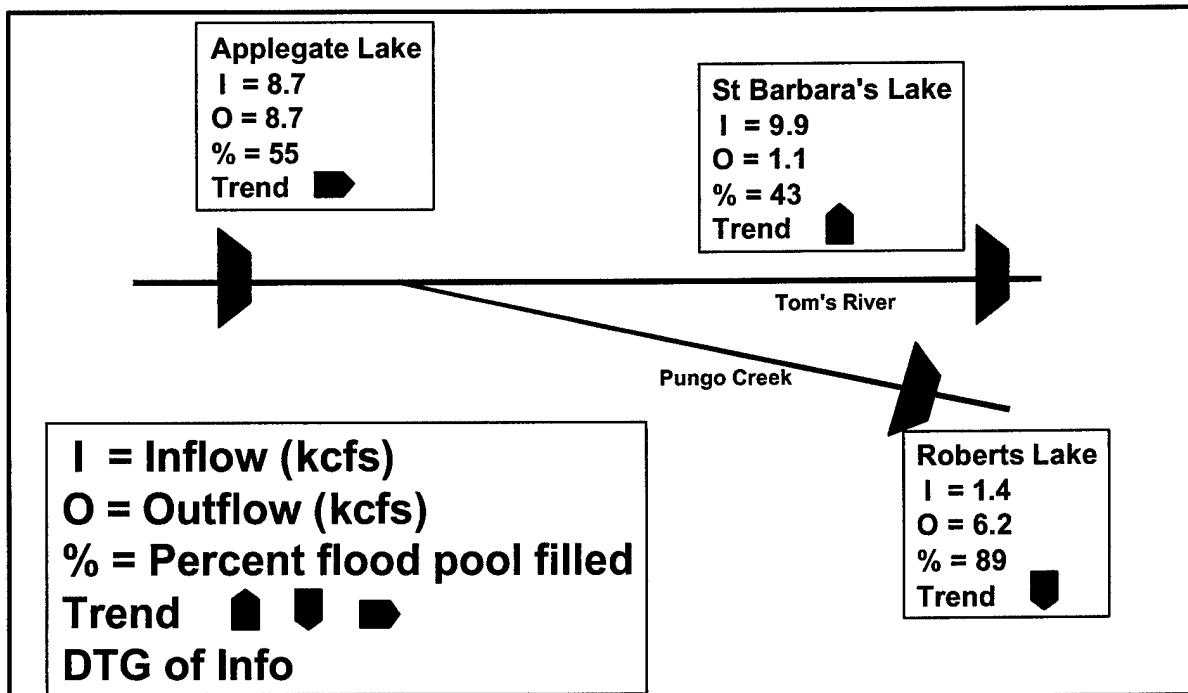 Applegate Lake
I = 8.7
O = 8.7
% = 55
Trend
St Barbara's Lake
I = 9.9
O = 1.1
% = 43
Trend
Tom's River
Pungo Creek
Roberts Lake
I = 1.4
O = 6.2
% = 89
Trend
I = Inflow (kcfs)
O = Outflow (kcfs)
% = Percent flood pool filled
Trend
DTG of Info